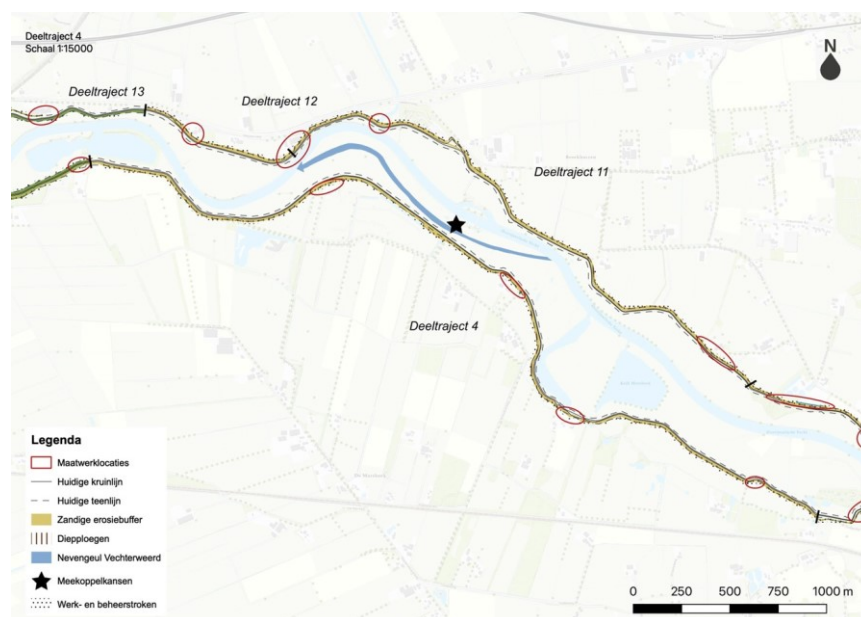 Deeltraject 4
Schaal 1:15000
N
Deeltraject 13
Deeltraject 12
Deeltraject 11
Deeltraject 4
Legenda
Maatwerklocaties
Huidige kruinlijn
Huidige teenlijn
Zandige erosiebuffer
Diepploegen
Nevengeul Vechterweerd
Meekoppelkansen
Werk- en beheerstroken
0 250 500 750 1000 m